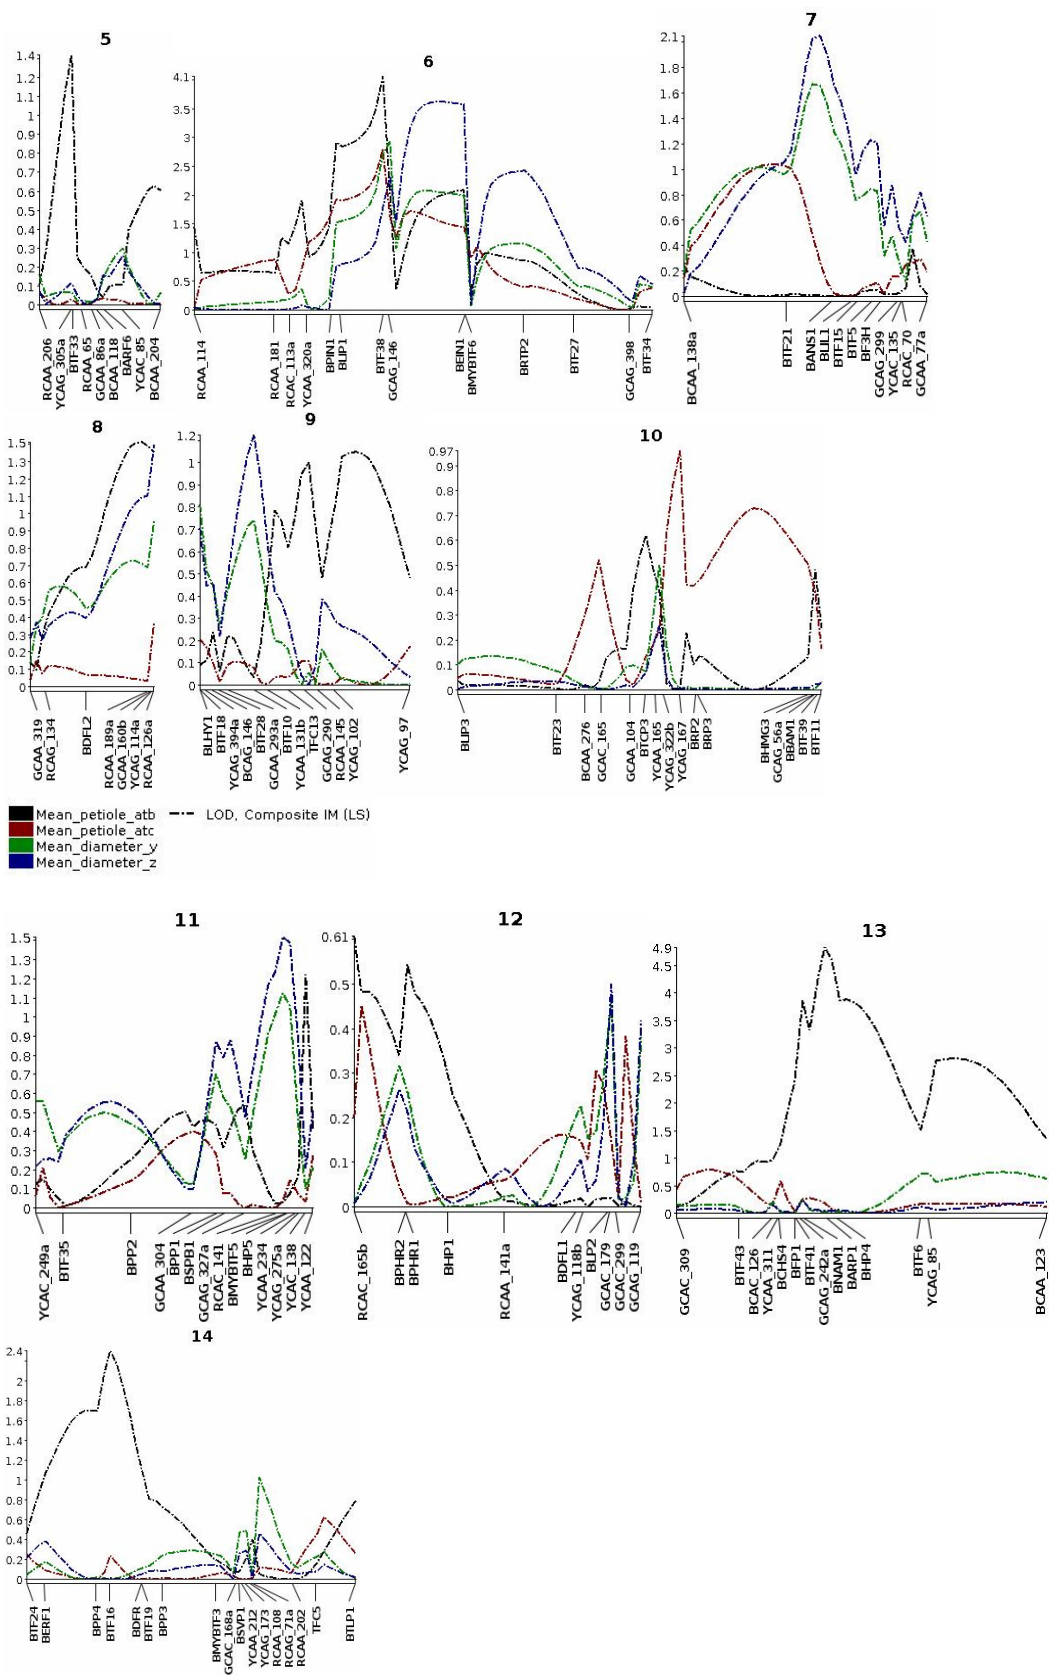 5
1.4
1.2
1.1
1
0.9
0.8
0.7
0.6
0.5
0.4
0.3
0.2
0.1
0
RCAA_206
YCAG_305a
BTF33
RCAA_65
GCAA_86a
BCAA_118
BARF6
YCAC_85
BCAA_204
6
4.1
3.5
3
2.5
2
1.5
1
0.5
0
RCAA_114
RCAA_181
RCAC_113a
YCAA_320a
BPIN1
BLIP1
BTF38
GCAG_146
BBIN1
BMYBTF6
BRTP2
BTF27
GCAG_398
BTF34
7
2.1
1.8
1.6
1.4
1.2
1
0.8
0.6
0.4
0.2
0
BCAA_138a
BTF21
BANS1
BLIL1
BTF15
BTF5
BF3H
GCAG_299
YCAC_135
RCAC_70
GCAA_77a
8
1.5
1.3
1.2
1.1
1
0.9
0.8
0.7
0.6
0.5
0.4
0.3
0.2
0.1
0
GCAA_319
RCAG_134
BDFL2
RCAA_189a
GCAA_160b
YCAG_114a
RCAA_126a
9
1.2
1
0.9
0.8
0.7
0.6
0.5
0.4
0.3
0.2
0.1
0
BLHY1
BTF18
YCAG_394a
BCAG_146
BTF28
GCAA_293a
BTF10
YCAA_131b
TFC13
GCAG_290
RCAA_145
YCAG_102
YCAG_97
10
0.97
0.9
0.8
0.7
0.6
0.5
0.4
0.3
0.2
0.1
0
BLIP3
BTF23
BCAA_276
GCAC_165
GCAA_104
BTCP3
YCAA_165
YCAG_322b
YCAG_167
BRP2
BRP3
BHMG3
GCAG_56a
BBAM1
BTF39
BTF11
Mean_petiole_atb
LOD, Composite IM (LS)
Mean_petiole_atc
Mean_diameter_y
Mean_diameter_z
11
1.5
1.3
1.2
1.1
1
0.9
0.8
0.7
0.6
0.5
0.4
0.3
0.2
0.1
0
YCAC_249a
BTF35
BPP2
GCAA_304
BPP1
BSPB1
GCAG_327a
RCAC_141
BMYBTF5
BHP5
YCAA_234
YCAG_275a
YCAC_138
YCAA_122
12
0.61
0.5
0.4
0.3
0.2
0.1
0
RCAC_165b
BPHR2
BPHR1
BHP1
RCAA_141a
BDFL1
YCAG_118b
BLP2
GCAC_179
GCAC_299
GCAG_119
13
4.9
4.5
4
3.5
3
2.5
2
1.5
1
0.5
0
GCAC_309
BTF43
BCAC_126
YCAA_311
BCHS4
BFP1
BTF41
GCAG_242a
BNAM1
BARP1
BHP4
BTF6
YCAG_85
BCAA_123
14
2.4
2
1.8
1.6
1.4
1.2
1
0.8
0.6
0.4
0.2
0
BTF24
BERF1
BPP4
BTF16
BDFR
BTF19
BPP3
BMYBTF3
GCAC_168a
BSVP1
YCAA_212
YCAG_173
RCAA_108
RCAG_71a
RCAA_202
TFC5
BTLP1